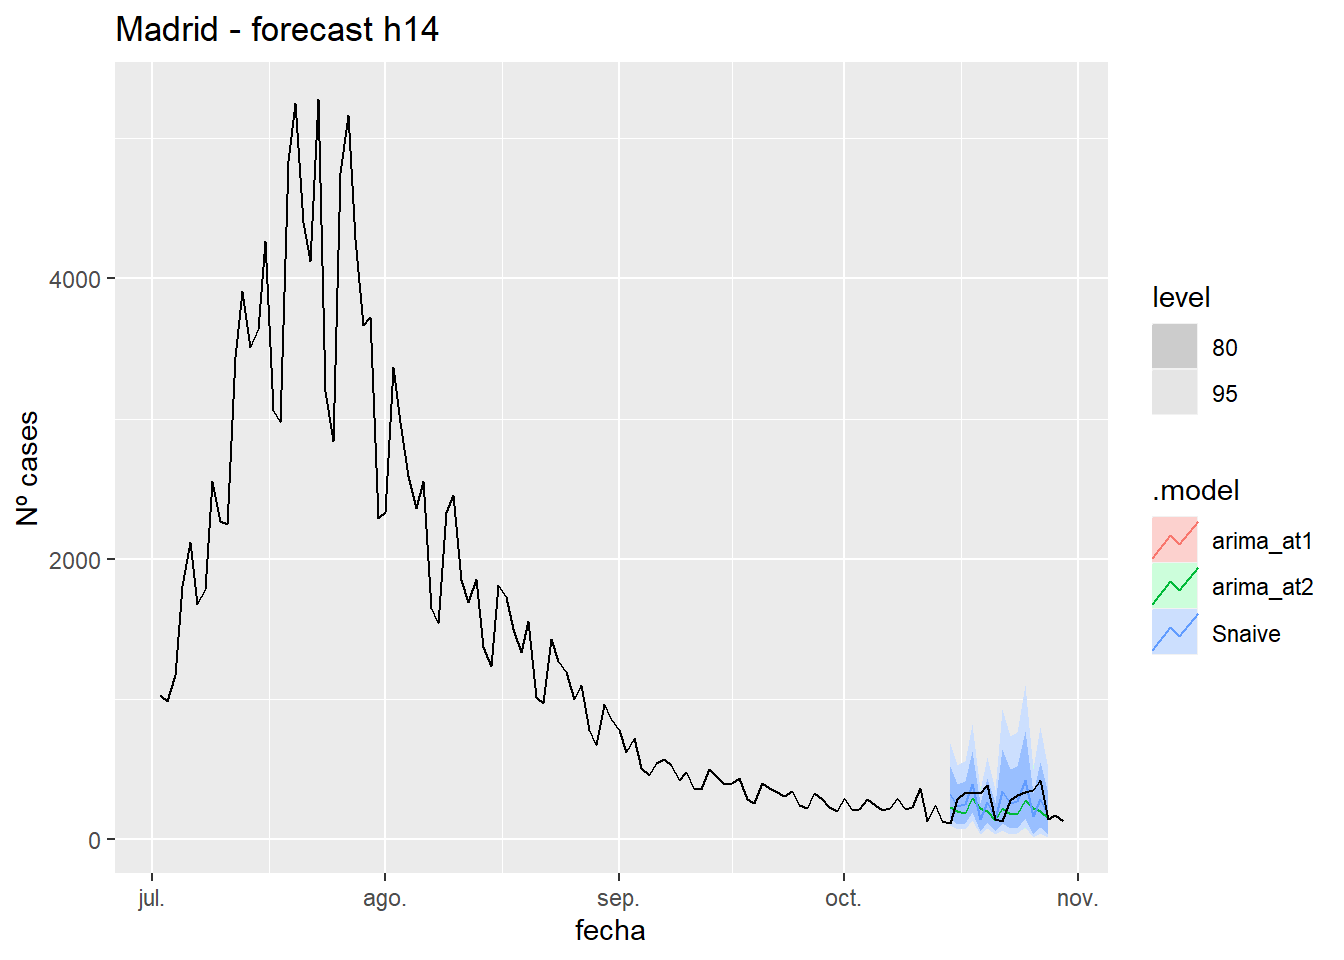 Madrid - forecast h14
Nº cases
4000
2000
0
jul.
ago.
sep.
oct.
nov.
fecha
level
80
95
.model
arima_at1
arima_at2
Snaive